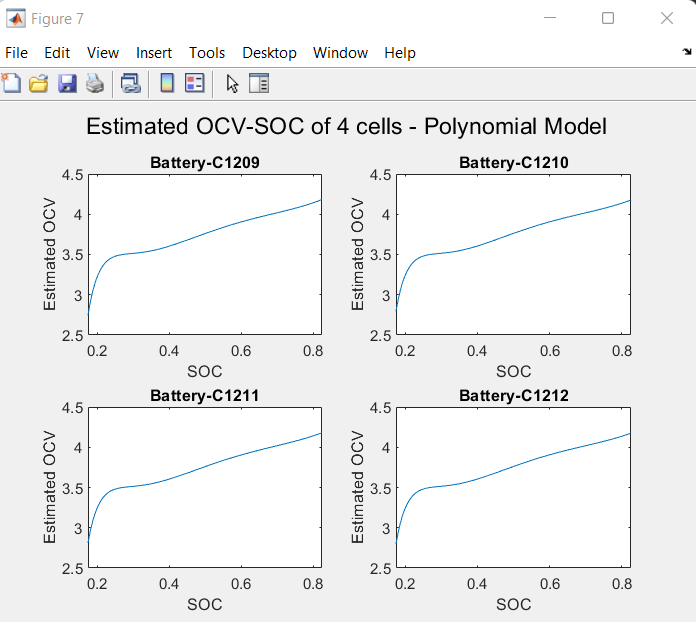 Figure 7
File Edit View Insert Tools Desktop Window Help
Estimated OCV-SOC of 4 cells - Polynomial Model
Battery-C1209
4.5
4
3.5
3
2.5
Estimated OCV
0.2 0.4 0.6 0.8
SOC
Battery-C1210
4.5
4
3.5
3
2.5
Estimated OCV
0.2 0.4 0.6 0.8
SOC
Battery-C1211
4.5
4
3.5
3
2.5
Estimated OCV
0.2 0.4 0.6 0.8
SOC
Battery-C1212
4.5
4
3.5
3
2.5
Estimated OCV
0.2 0.4 0.6 0.8
SOC